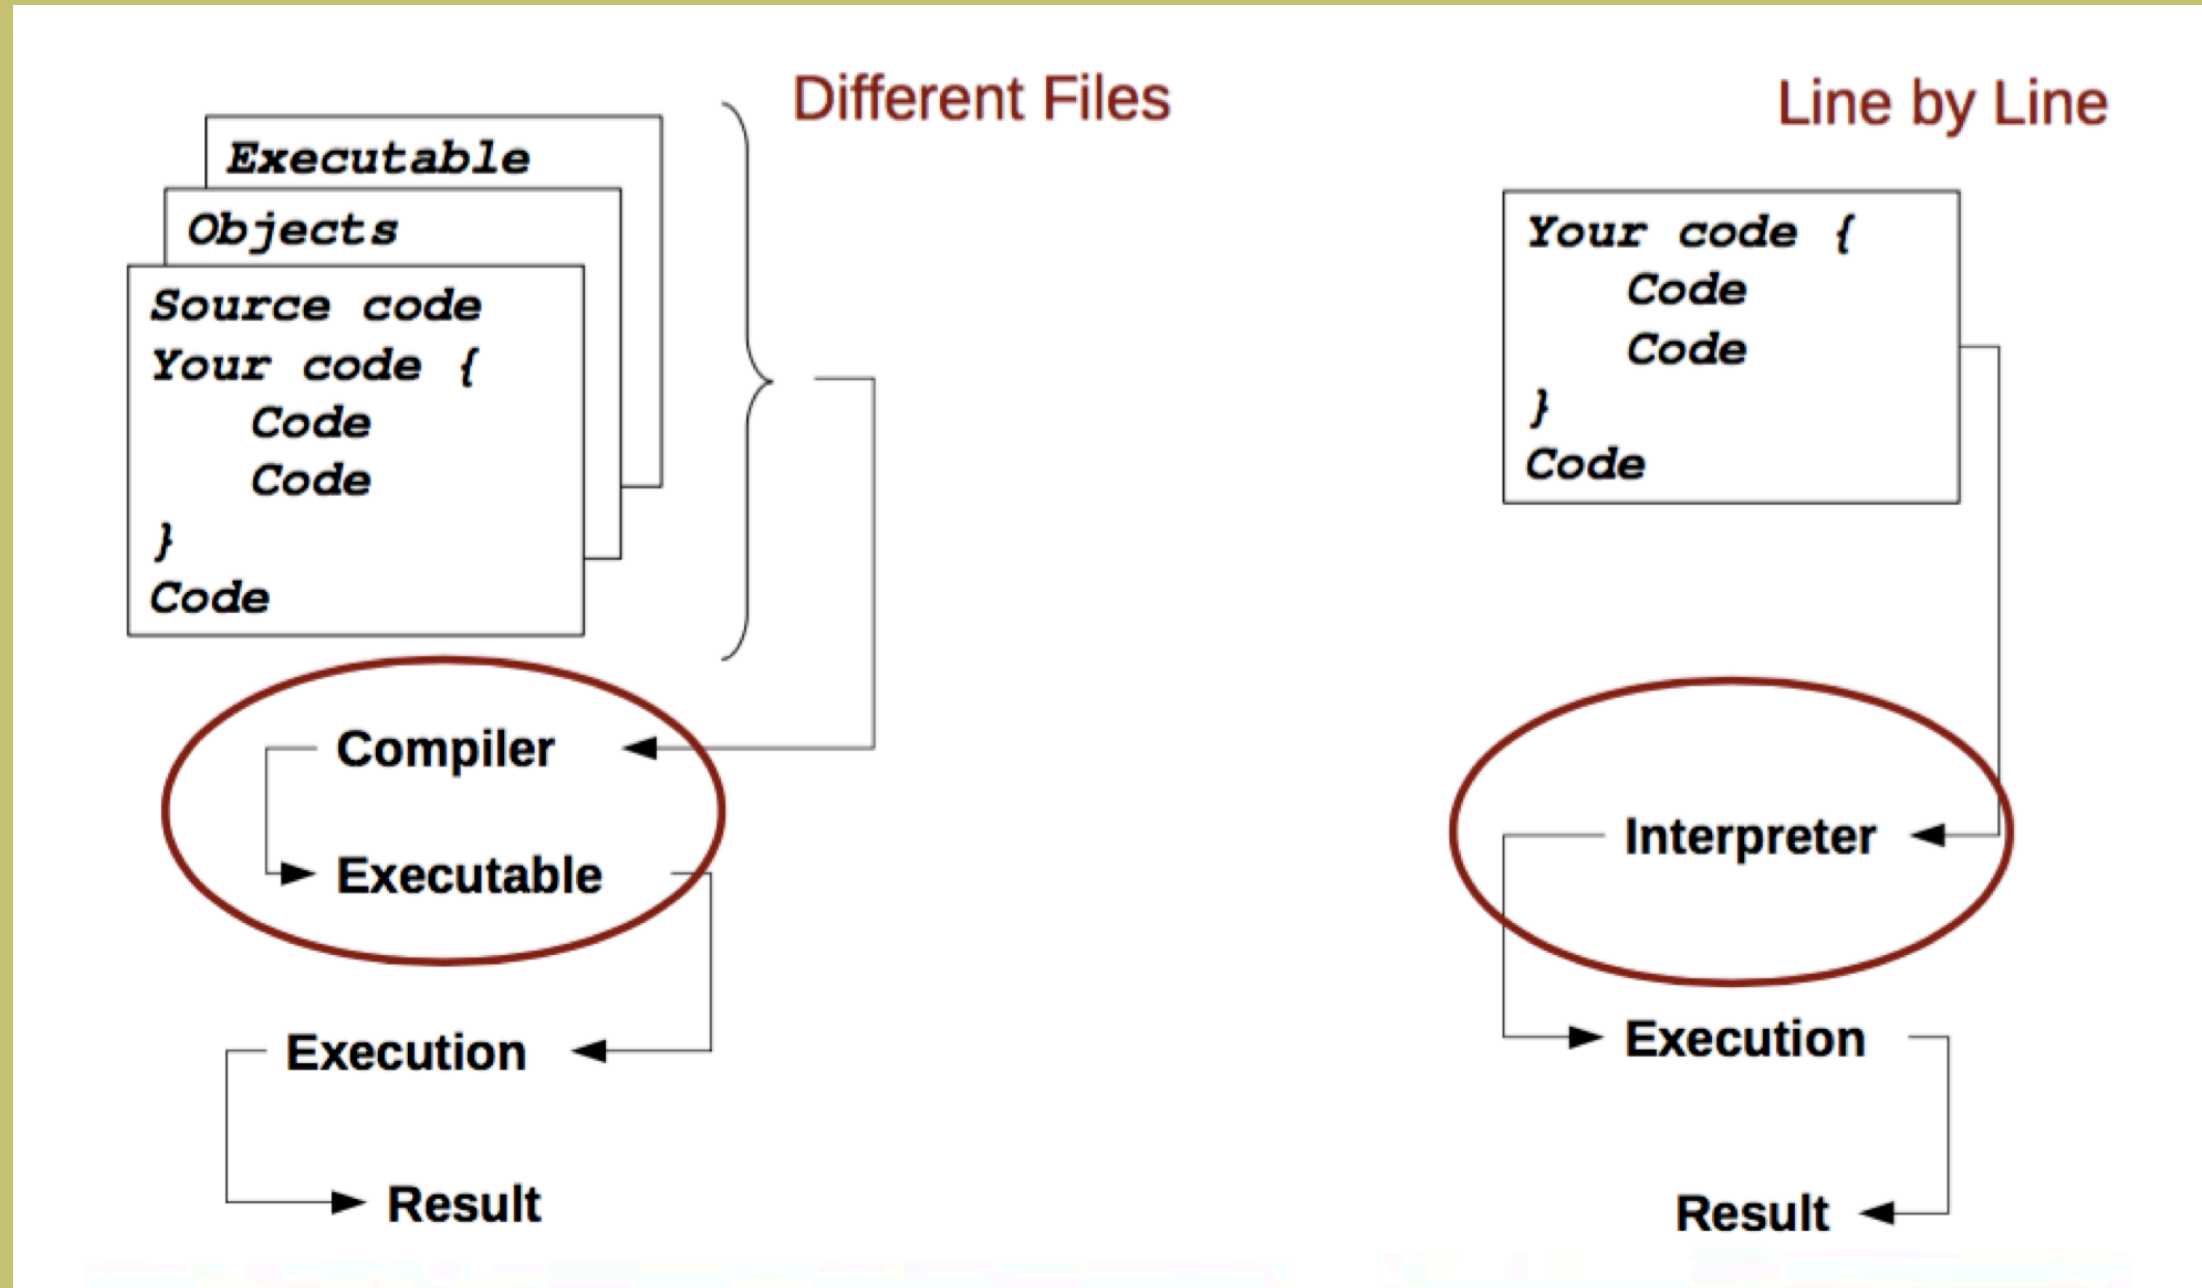 Different Files
Executable
Objects
Source code
Your code {
Code
Code
}
Code
Compiler
Executable
Execution
Result
Line by Line
Your code {
Code
Code
}
Code
Interpreter
Execution
Result